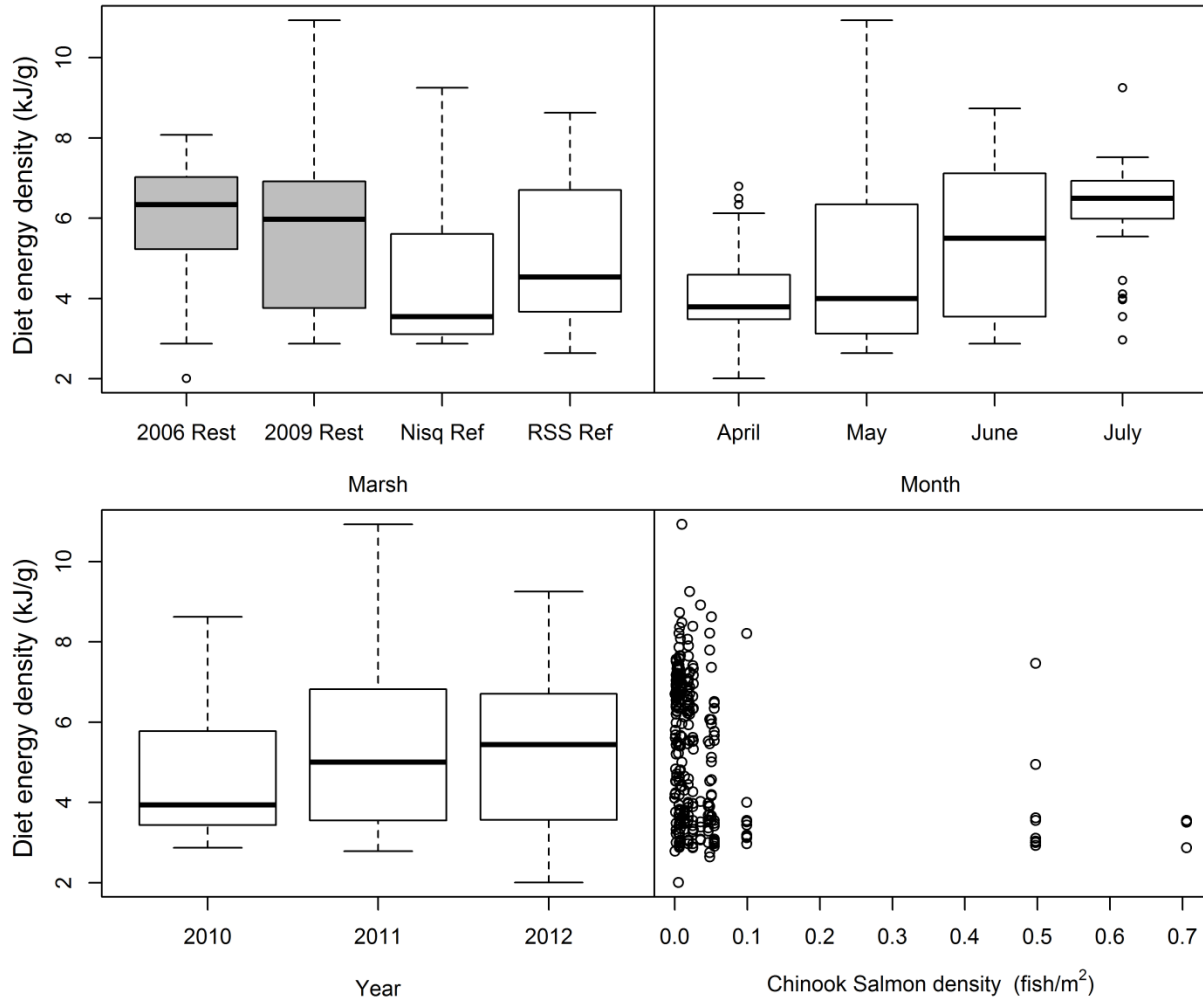 Diet energy density (kJ/g)
10
8
6
4
2
2006 Rest
2009 Rest
Nisq Ref
RSS Ref
Marsh
April
May
June
July
Month
Diet energy density (kJ/g)
10
8
6
4
2
2010
2011
2012
Year
0.0
0.1
0.2
0.3
0.4
0.5
0.6
0.7
Chinook Salmon density (fish/m²)